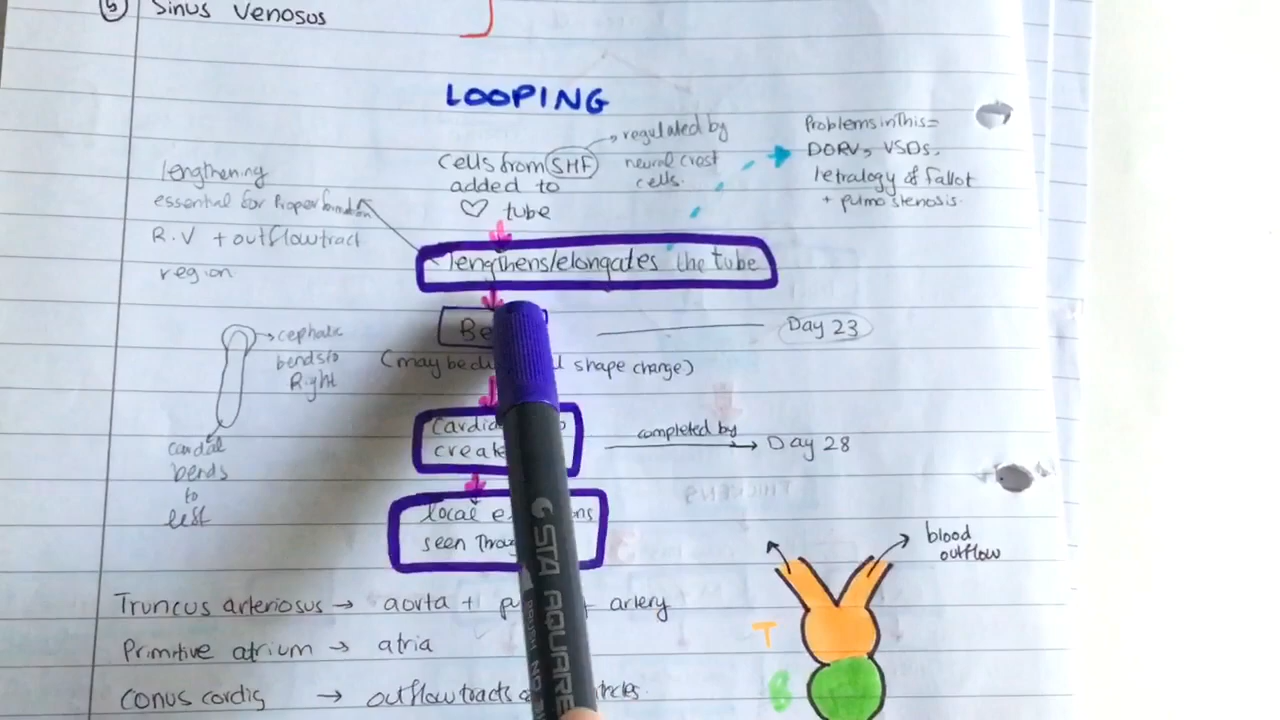 5 Sinus Venosus
LOOPING
Cells from SHF
added to
♡ tube
regulated by
neural crest
cells.
Problems in This =
DORV, VSDs,
tetralogy of fallot
+ pulmo stenosis.
lengthening
essential for Proper
R.V + outflow tract
region
lengthens/elongates the tube
Day 23
(may be shape change)
cephalic
bends to
Right
caudal
bends
to
left
create
completed by
Day 28
local
seen
blood
outflow
Truncus arteriosus → aorta + artery
Primitive atrium → atria
Conus cordis → outflow tracts
T
B
STA AQUARE